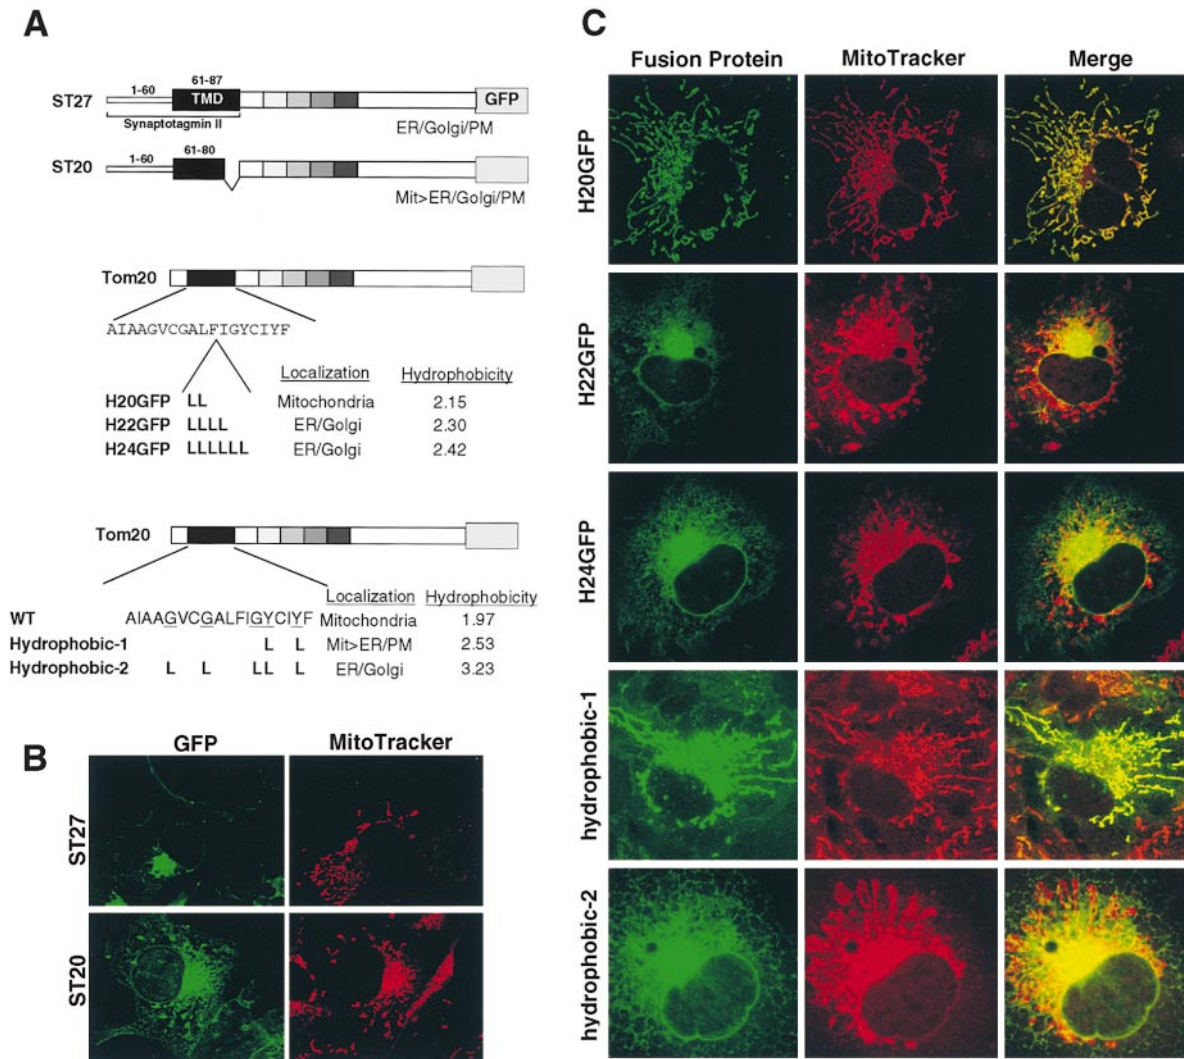 A
61-87
1-60
ST27
TMD
GFP
Synaptotagmin II
ER/Golgi/PM
61-80
1-60
ST20
Mit>ER/Golgi/PM
Tom20
AIAAGVCGALFIGYCIYF
Localization Hydrophobicity
H20GFP LL Mitochondria 2.15
H22GFP LLLL ER/Golgi 2.30
H24GFP LLLLLL ER/Golgi 2.42
Tom20
Localization Hydrophobicity
WT AIAAGVCGALFIGYCIYF Mitochondria 1.97
Hydrophobic-1 L L Mit>ER/PM 2.53
Hydrophobic-2 L L LL L ER/Golgi 3.23
B
GFP MitoTracker
ST27
ST20
C
Fusion Protein MitoTracker Merge
H20GFP
H22GFP
H24GFP
hydrophobic-1
hydrophobic-2